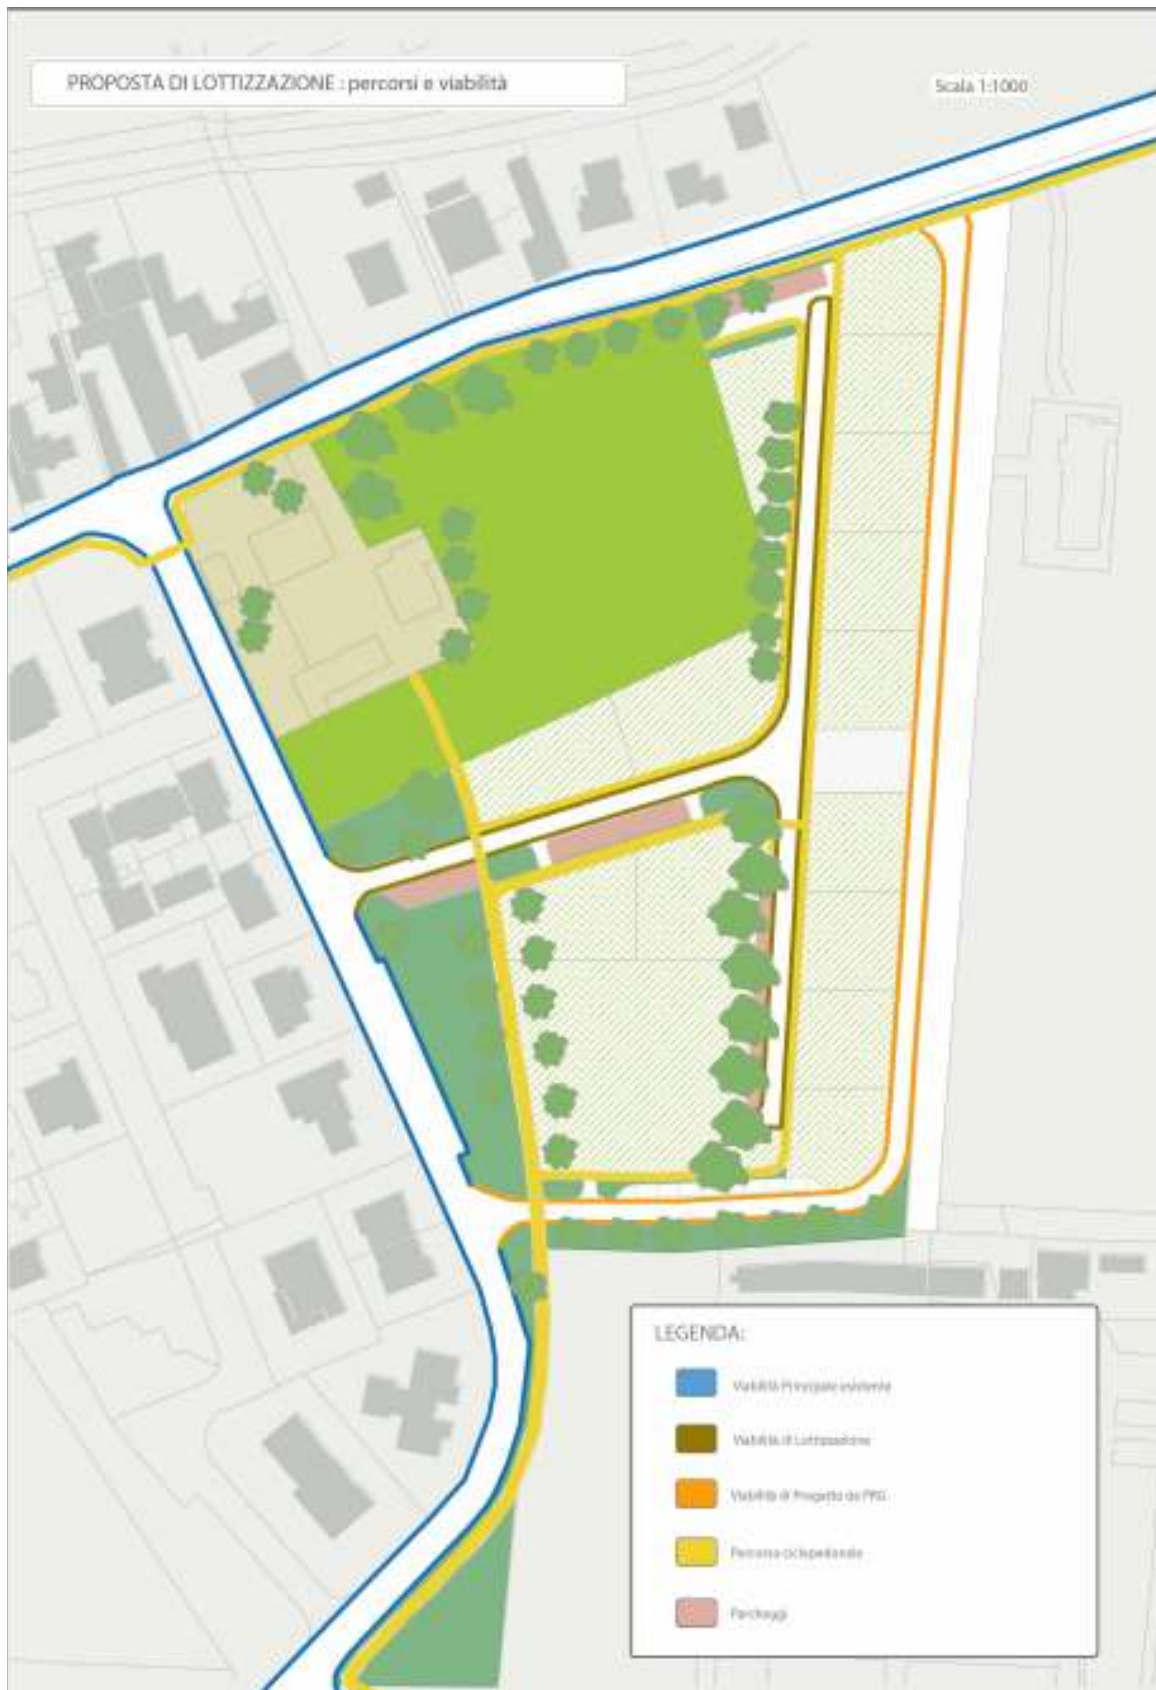 PROPOSTA DI LOTTIZZAZIONE : percorsi e viabilità
Scala 1:1000
LEGENDA:
Viabilità Principale esistente
Viabilità di Lottizzazione
Viabilità di Progetto da PRG
Percorso ciclopedonale
Parcheggi